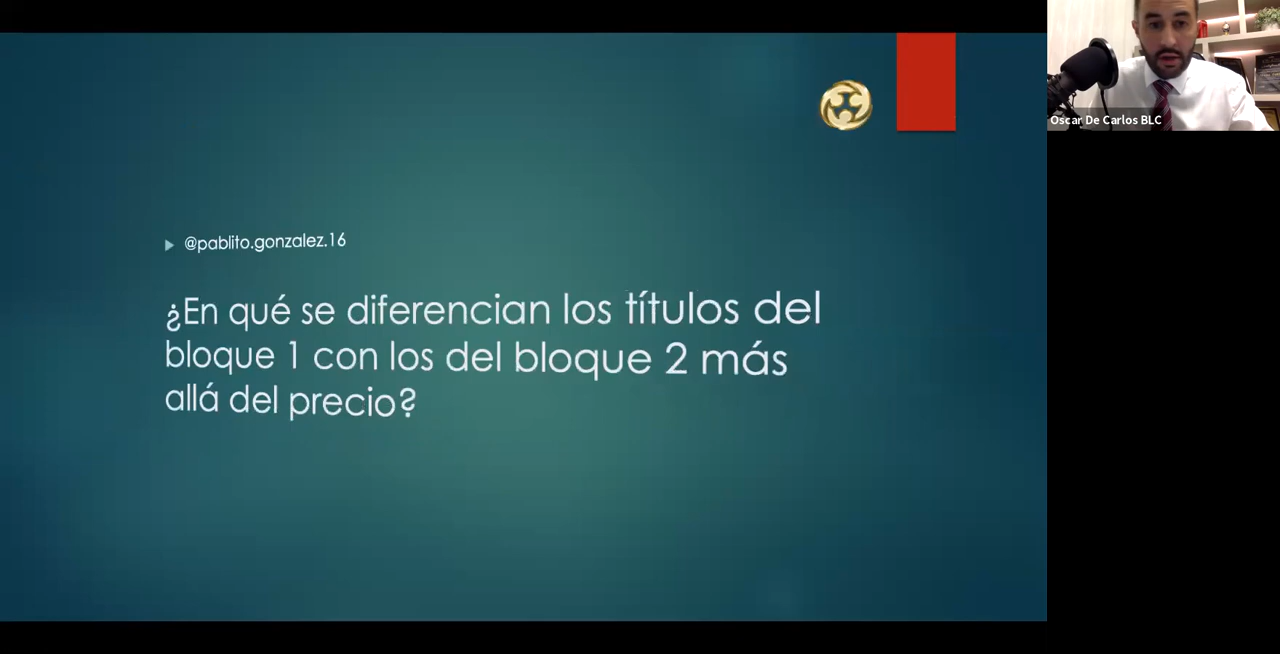 Oscar De Carlos BLC
@pablito.gonzalez.16
¿En qué se diferencian los títulos del
bloque 1 con los del bloque 2 más
allá del precio?